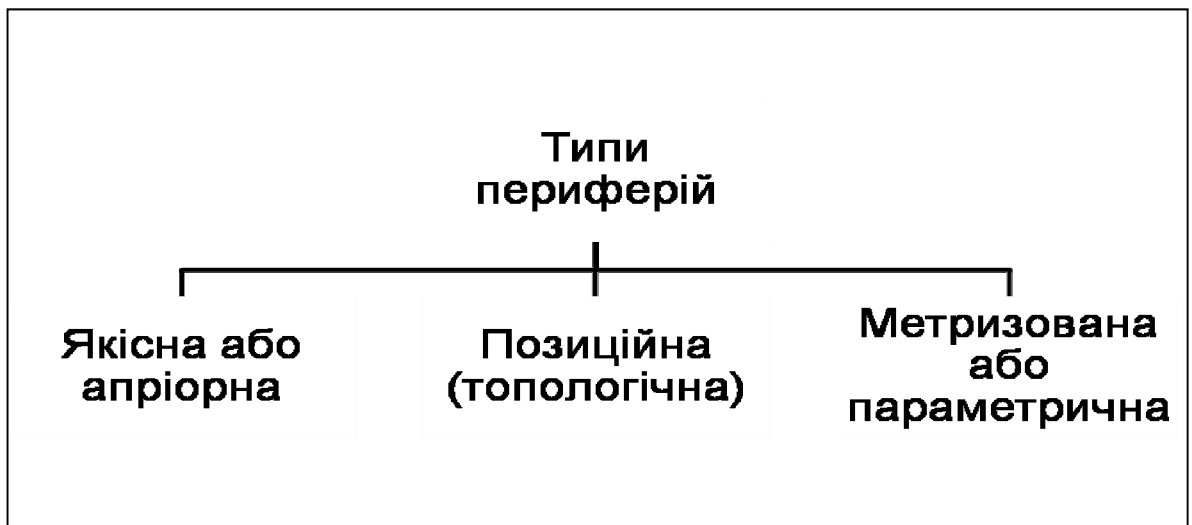 Типи
периферій
Якісна або
апріорна
Позиційна
(топологічна)
Метризована
або
параметрична